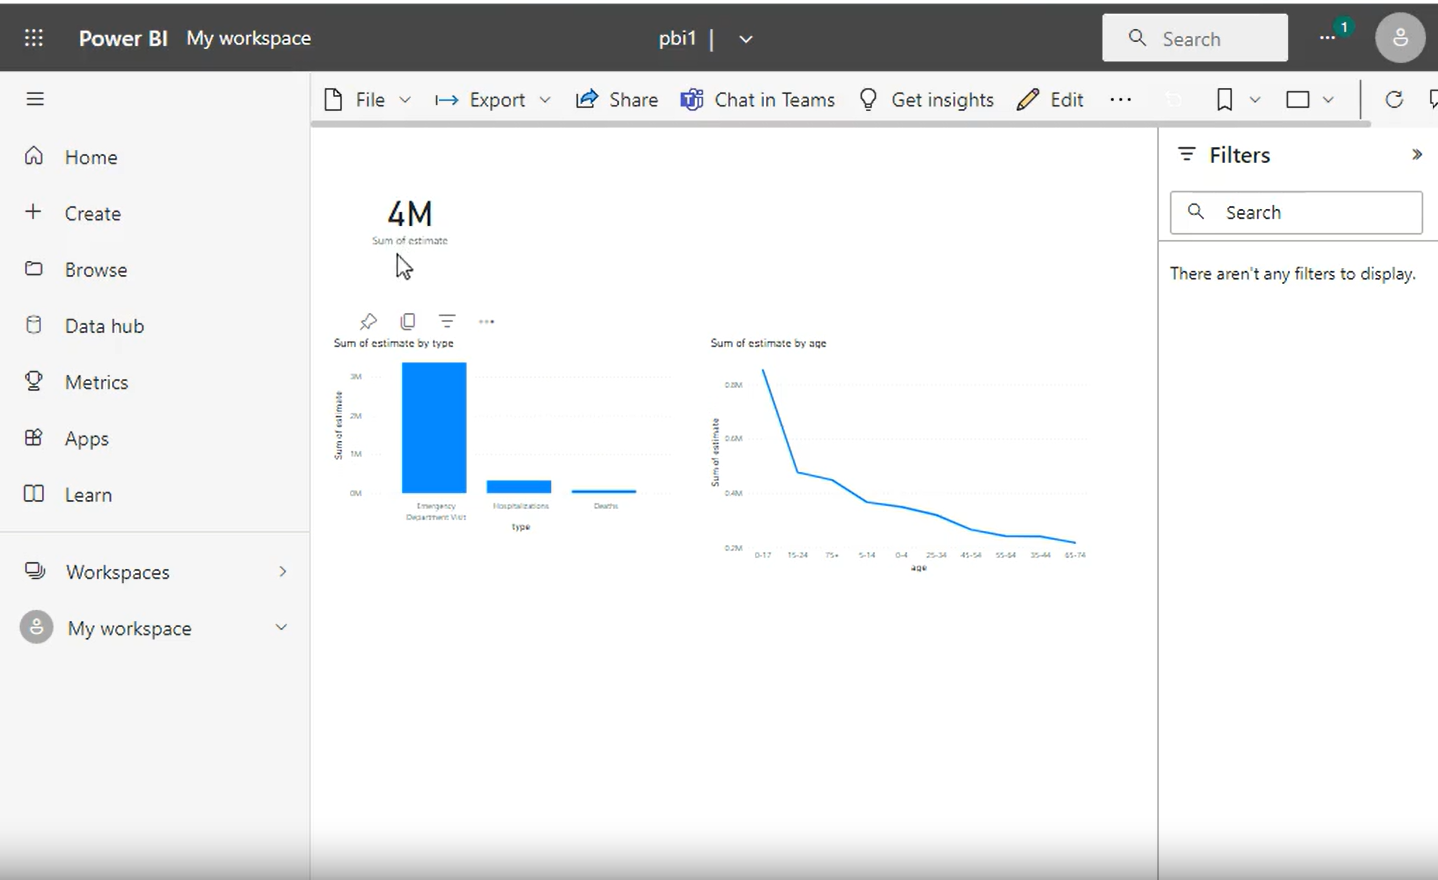 Power BI My workspace pbi1 | Search 1
File Export Share Chat in Teams Get insights Edit ...
Home
Create
Browse
Data hub
Metrics
Apps
Learn
Workspaces
My workspace
4M
Sum of estimate
Sum of estimate by type
Sum of estimate
3M
2M
1M
0M
Emergency Department Visit
Hospitalizations
Deaths
type
Sum of estimate by age
Sum of estimate
0.8M
0.6M
0.4M
0.2M
0-17 15-24 75+ 5-14 0-4 25-34 45-54 55-64 35-44 65-74
age
Filters
Search
There aren't any filters to display.